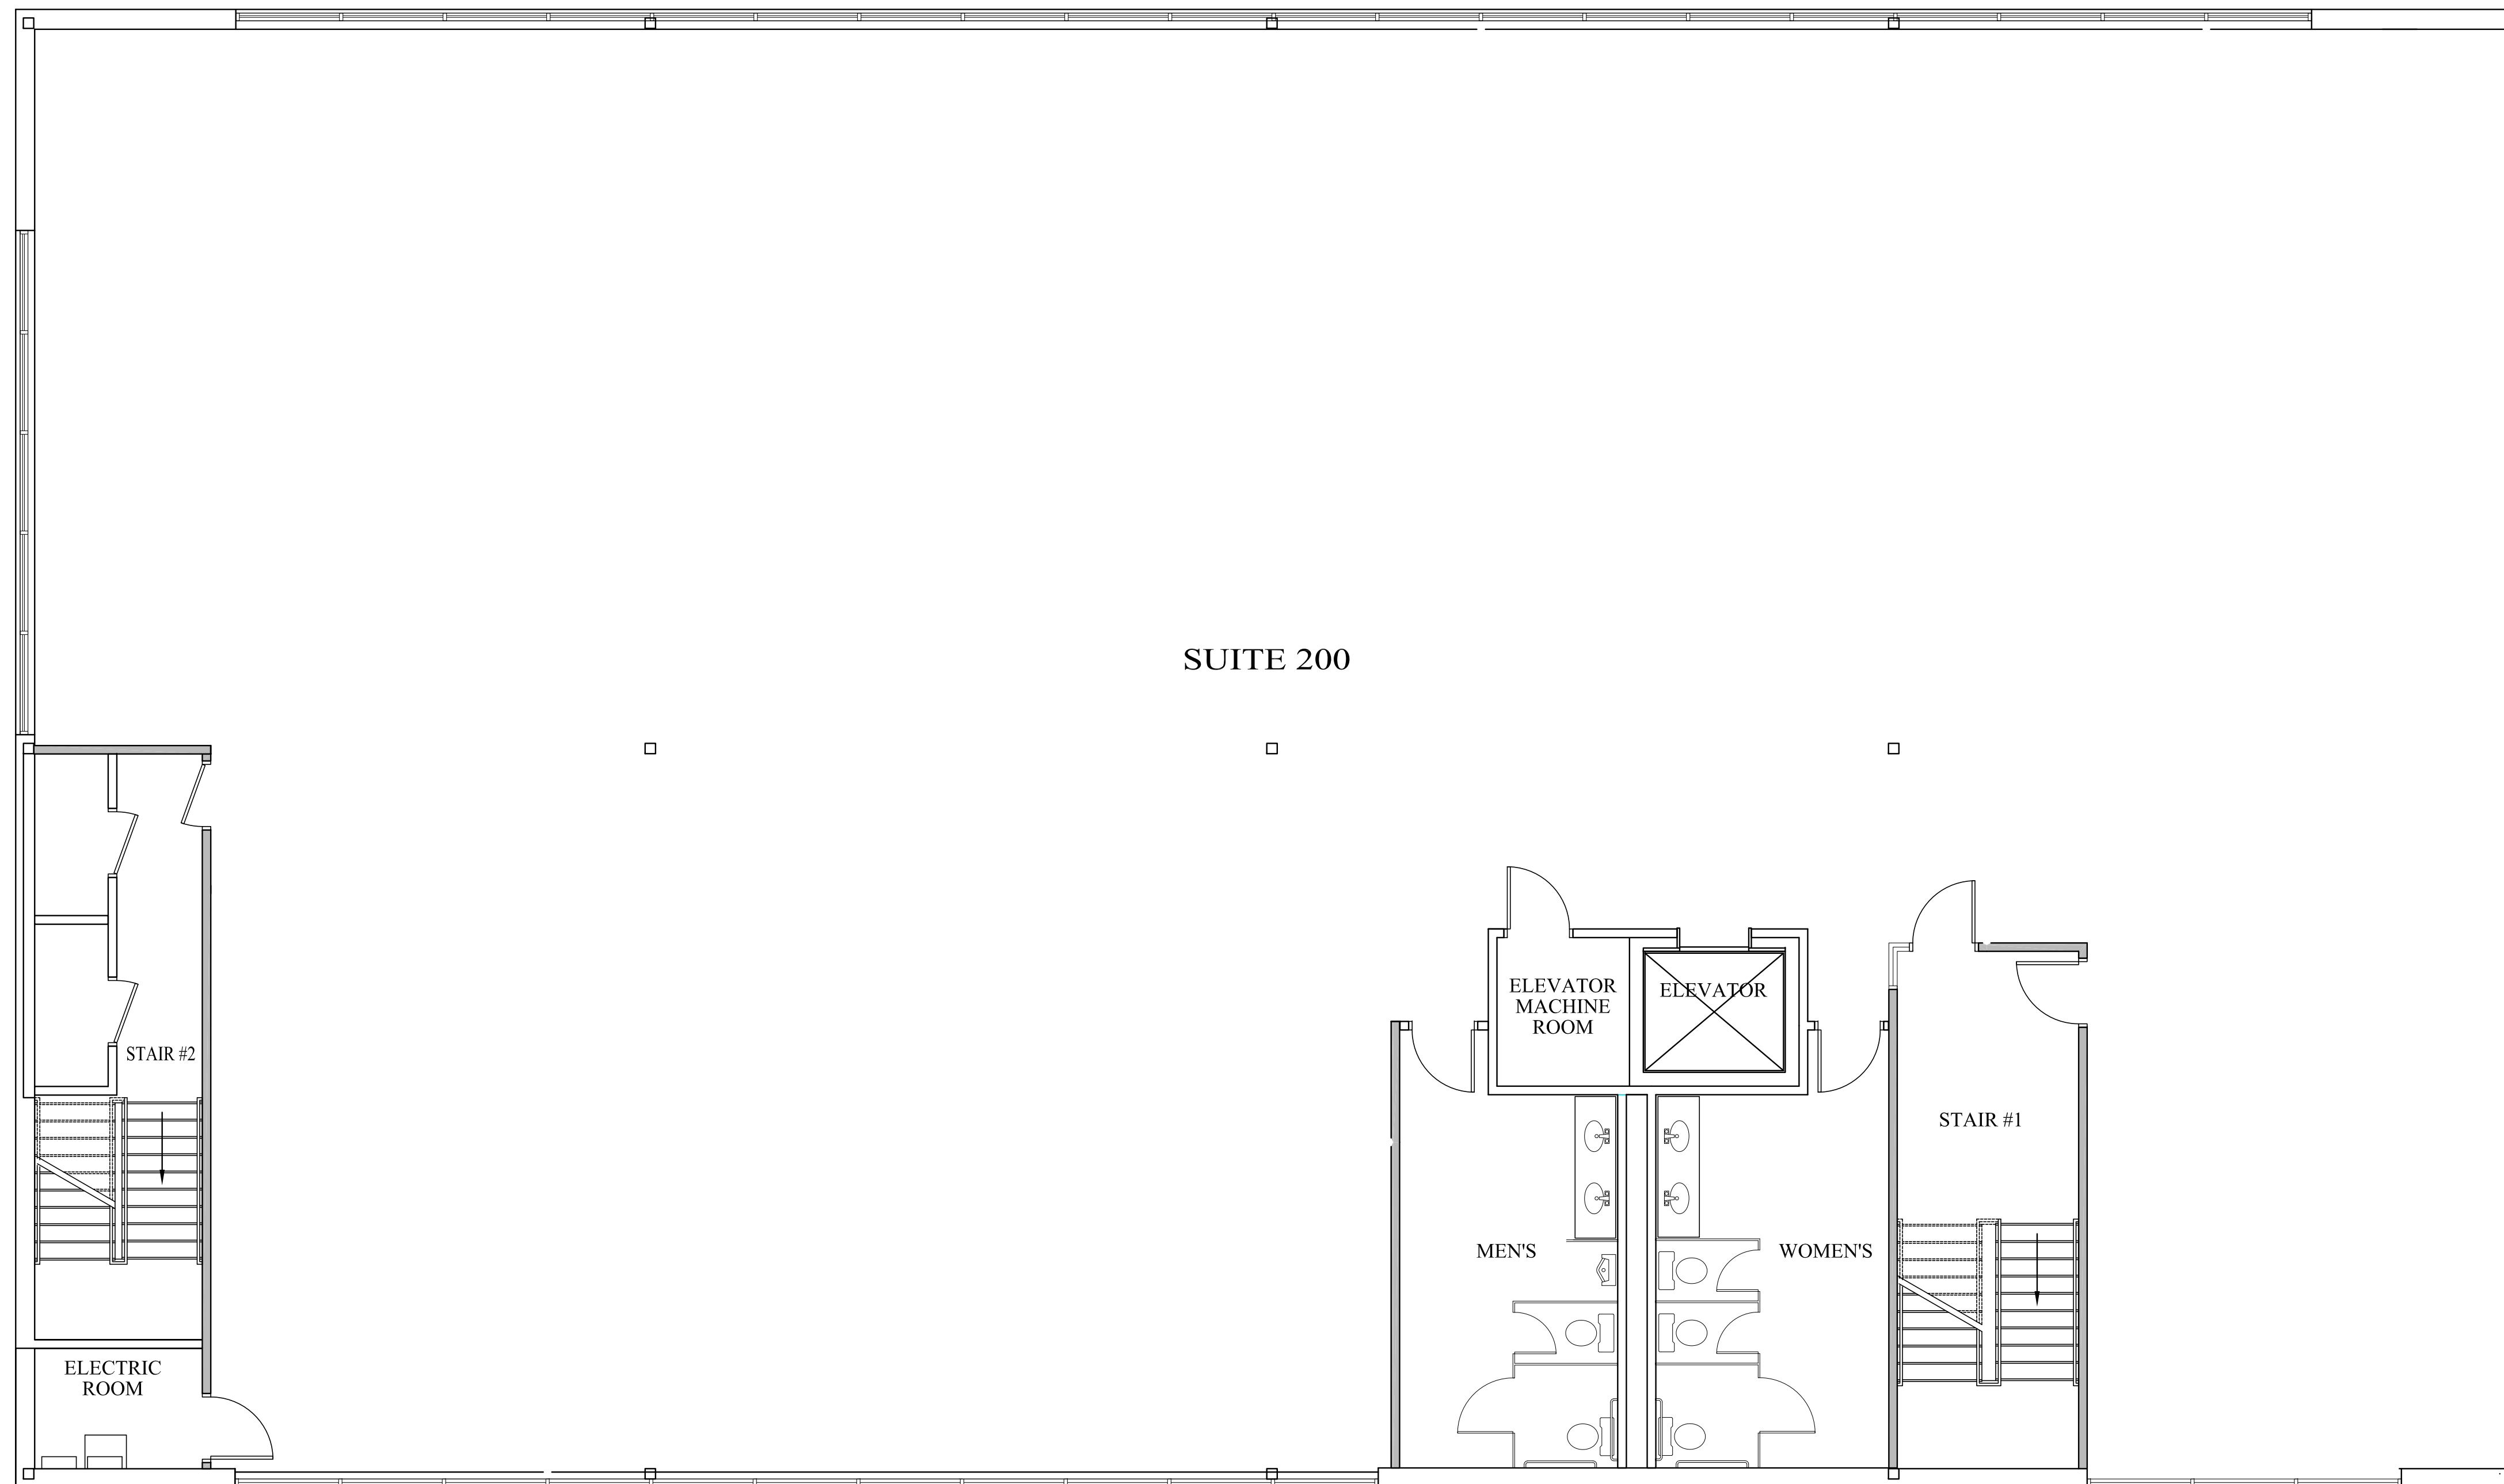 SUITE 200
ELEVATOR
MACHINE
ROOM
ELEVATOR
STAIR #2
STAIR #1
MEN'S
WOMEN'S
ELECTRIC
ROOM